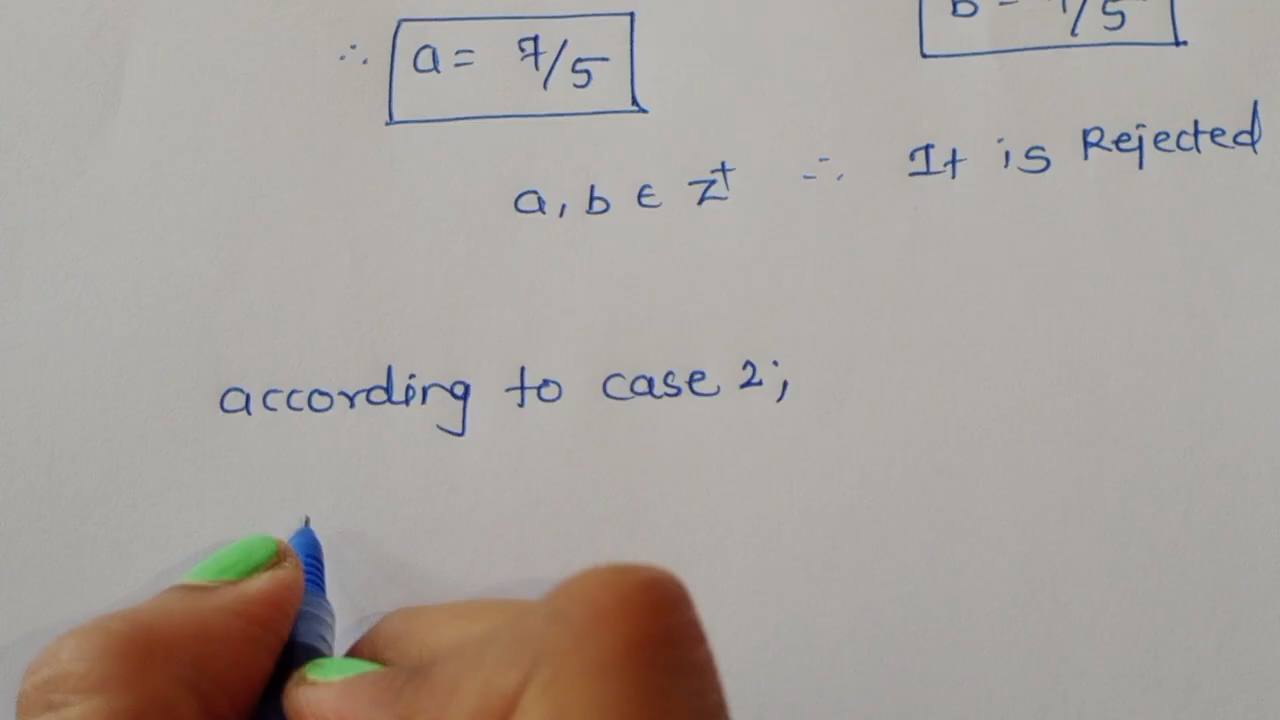 ∴ a = 7/5
a, b ∈ Z⁺ ∴ It is Rejected
according to case 2;